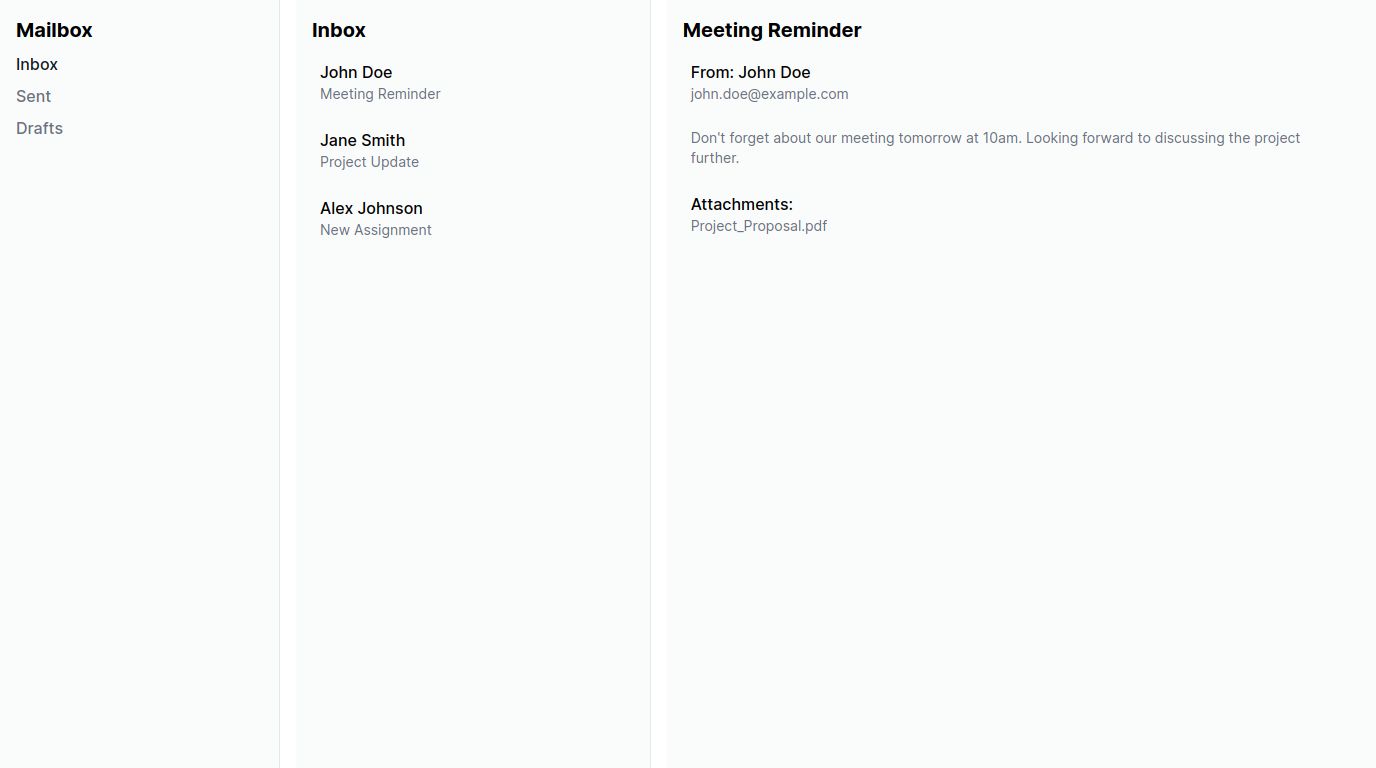 Mailbox
Inbox
Sent
Drafts
Inbox
John Doe
Meeting Reminder
Jane Smith
Project Update
Alex Johnson
New Assignment
Meeting Reminder
From: John Doe
john.doe@example.com
Don't forget about our meeting tomorrow at 10am. Looking forward to discussing the project
further.
Attachments:
Project_Proposal.pdf